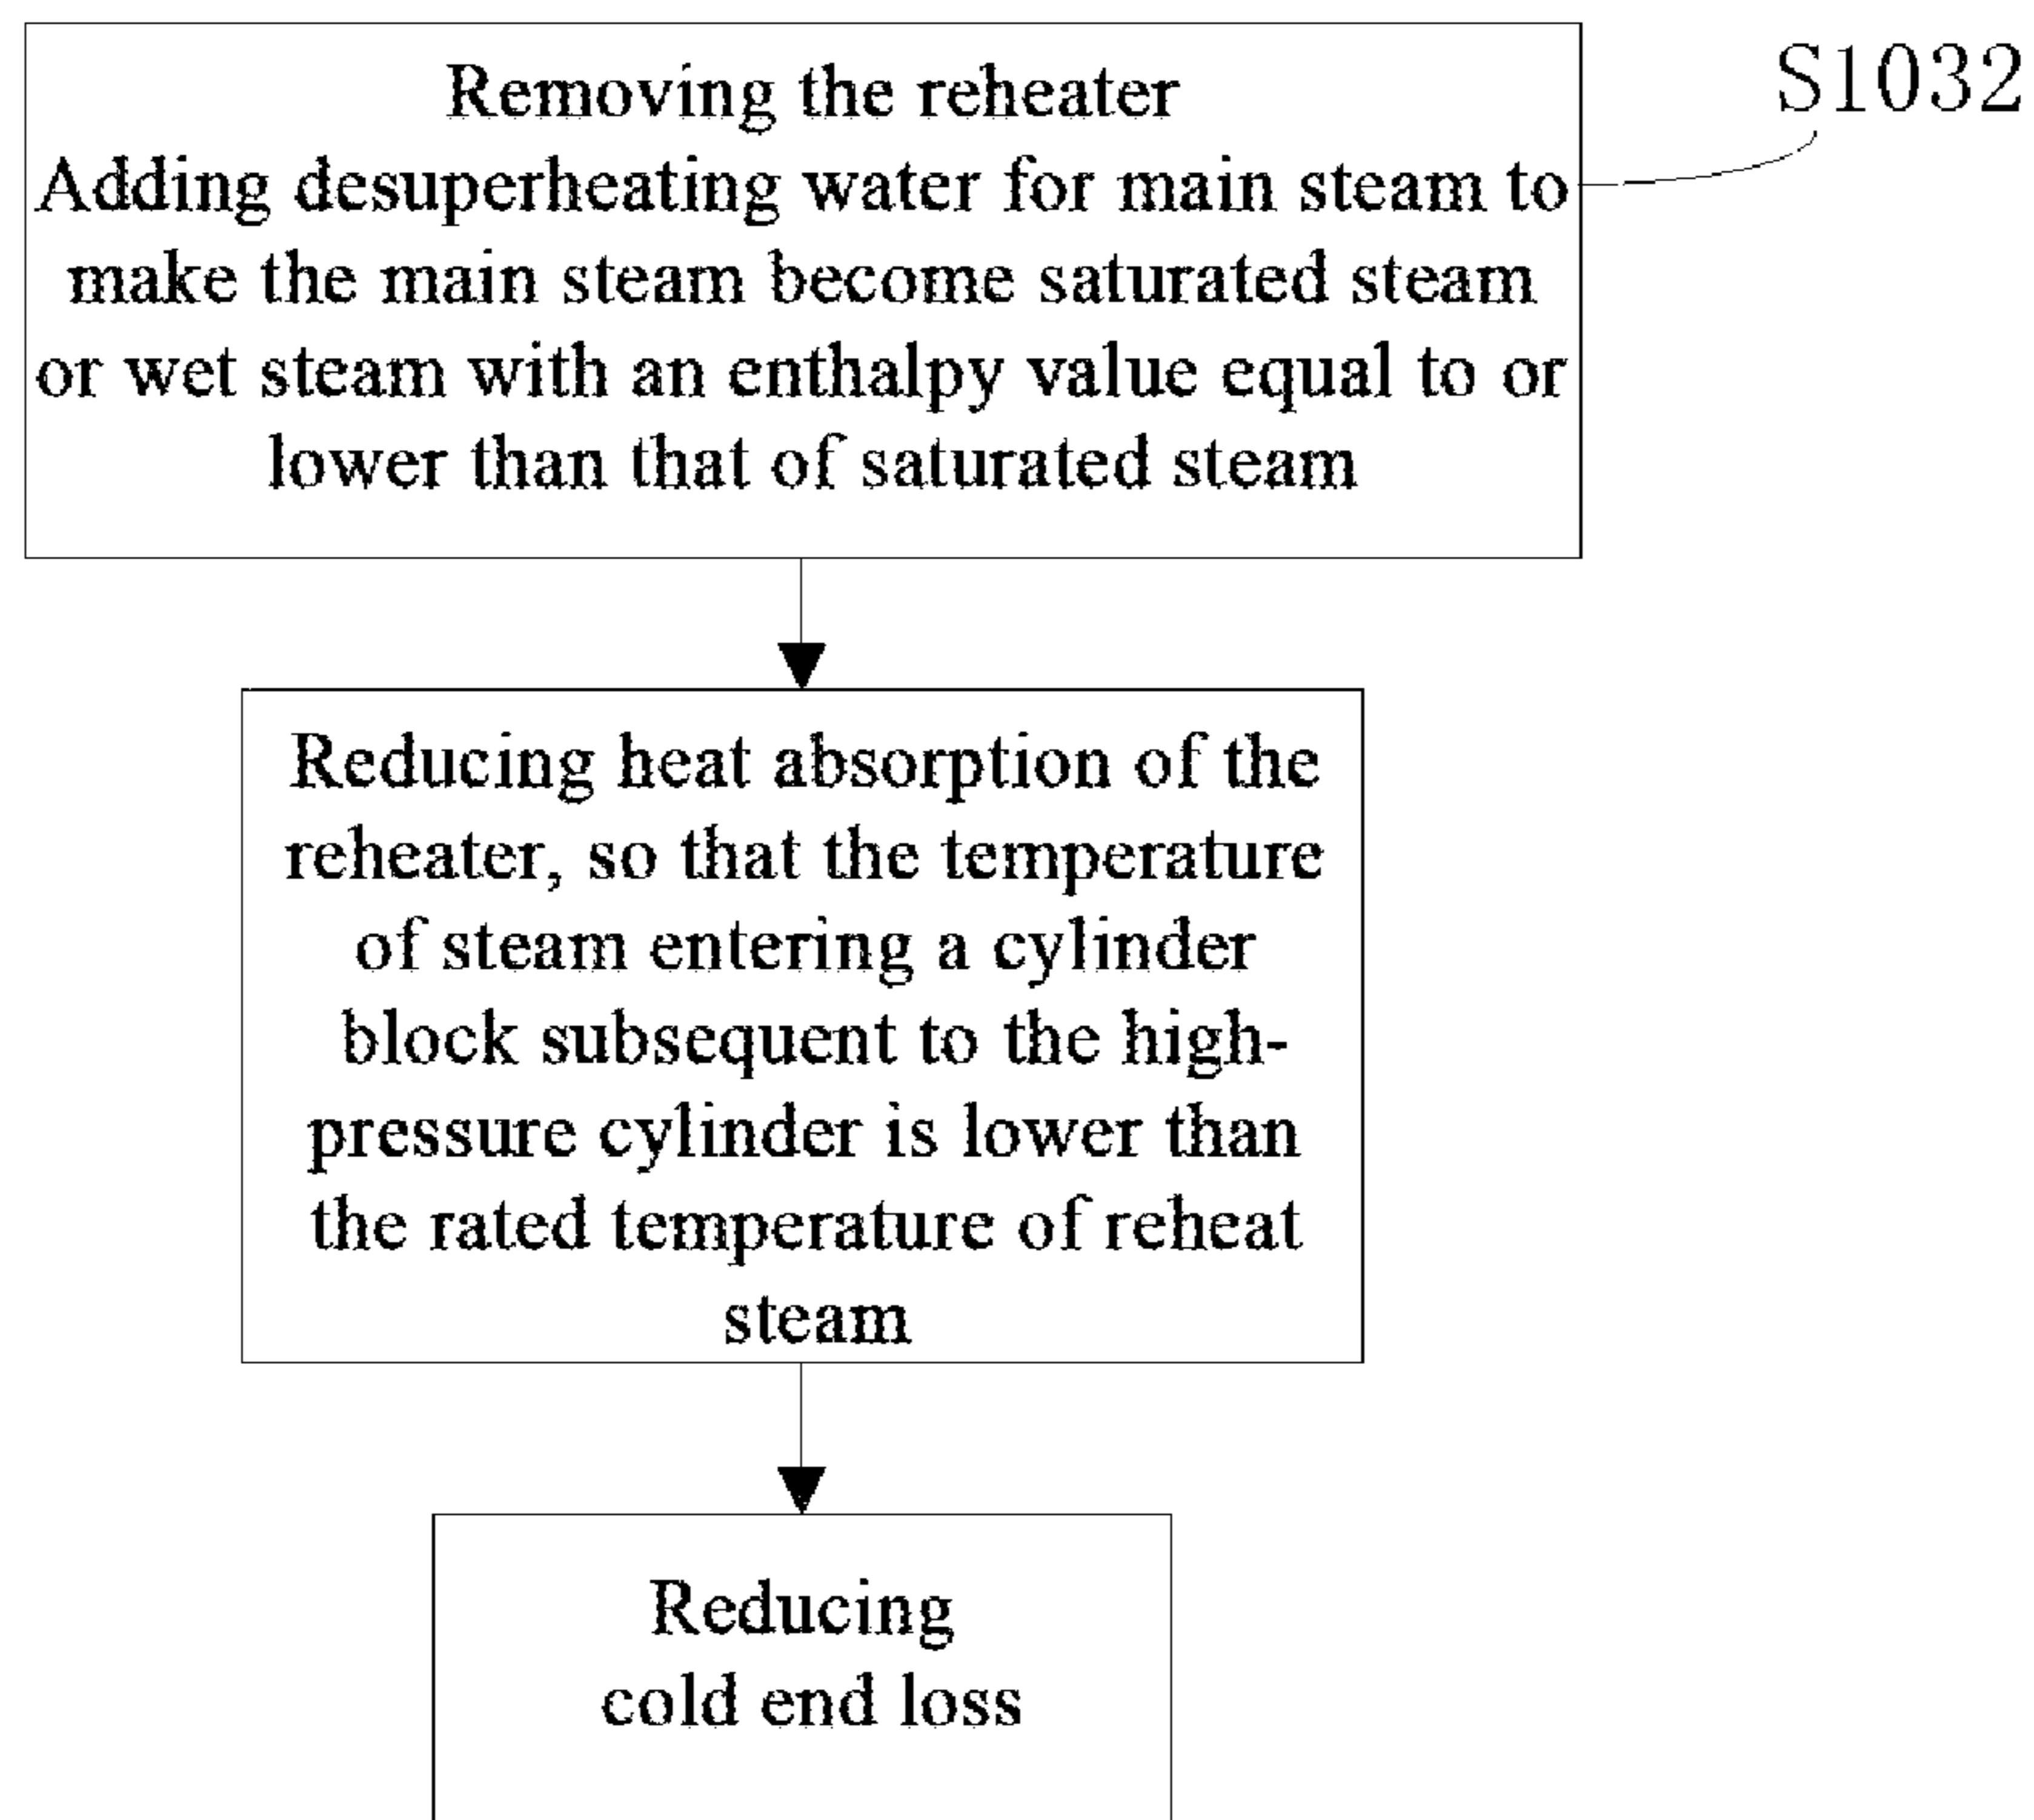 Removing the reheater
S1032
Adding desuperheating water for main steam to
make the main steam become saturated steam
or wet steam with an enthalpy value equal to or
lower than that of saturated steam
Reducing heat absorption of the
reheater, so that the temperature
of steam entering a cylinder
block subsequent to the high-
pressure cylinder is lower than
the rated temperature of reheat
steam
Reducing
cold end loss